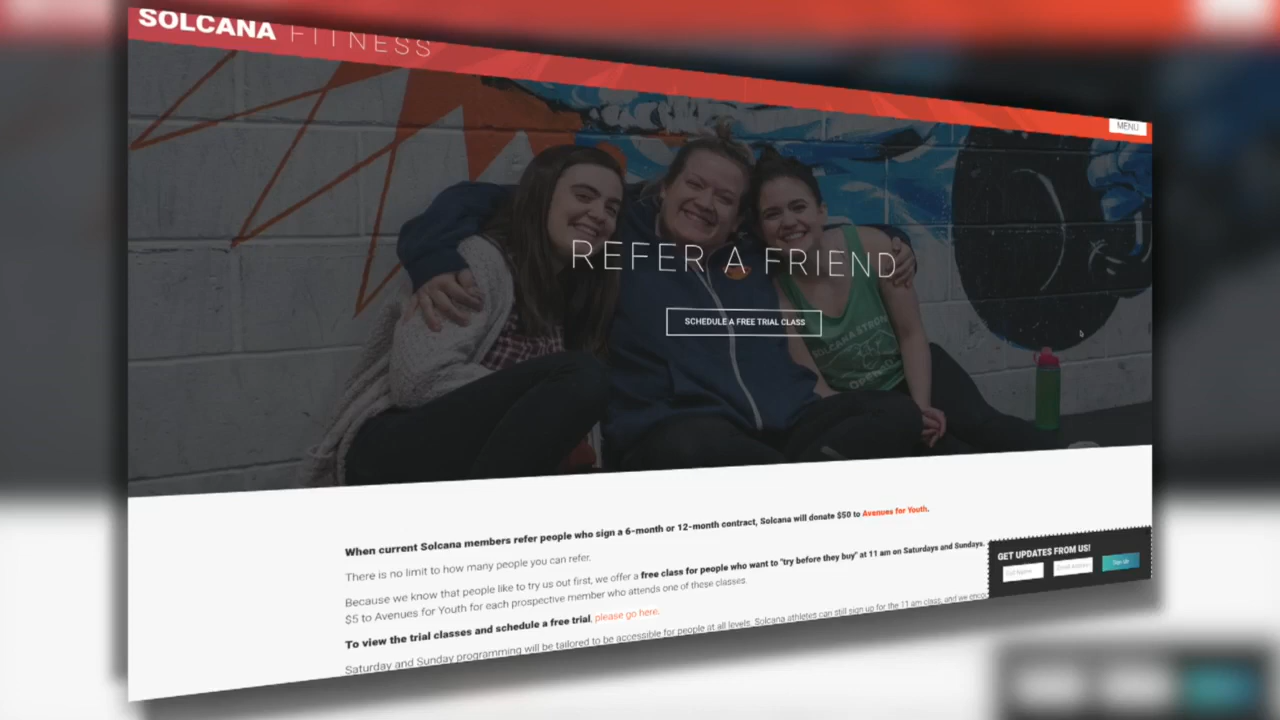 SOLCANA FITNESS
MENU
REFER A FRIEND
SCHEDULE A FREE TRIAL CLASS
SOLCANA STRONG
When current Solcana members refer people who sign a 6-month or 12-month contract, Solcana will donate $50 to Avenues for Youth.
There is no limit to how many people you can refer.
Because we know that people like to try us out first, we offer a free class for people who want to "try before they buy" at 11 am on Saturdays and Sundays.
$5 to Avenues for Youth for each prospective member who attends one of these classes.
To view the trial classes and schedule a free trial, please go here.
Saturday and Sunday programming will be tailored to be accessible for people at all levels. Solcana athletes can still sign up for the 11 am class, and we
GET UPDATES FROM US!
Full Name
Email Address
Sign Up